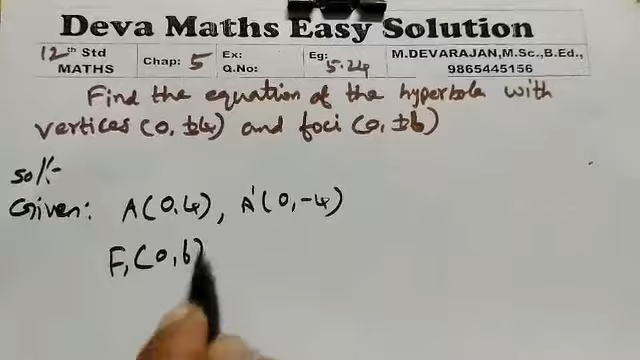 Deva Maths Easy Solution
12th Std MATHS Chap: 5 Ex: Q.No: Eg: 5.24 M.DEVARAJAN,M.Sc.,B.Ed., 9865445156
Find the equation of the hyperbola with
vertices (0, ±4) and foci (0, ±6)
sol:-
Given: A(0,4), A'(0,-4)
F₁(0,6)